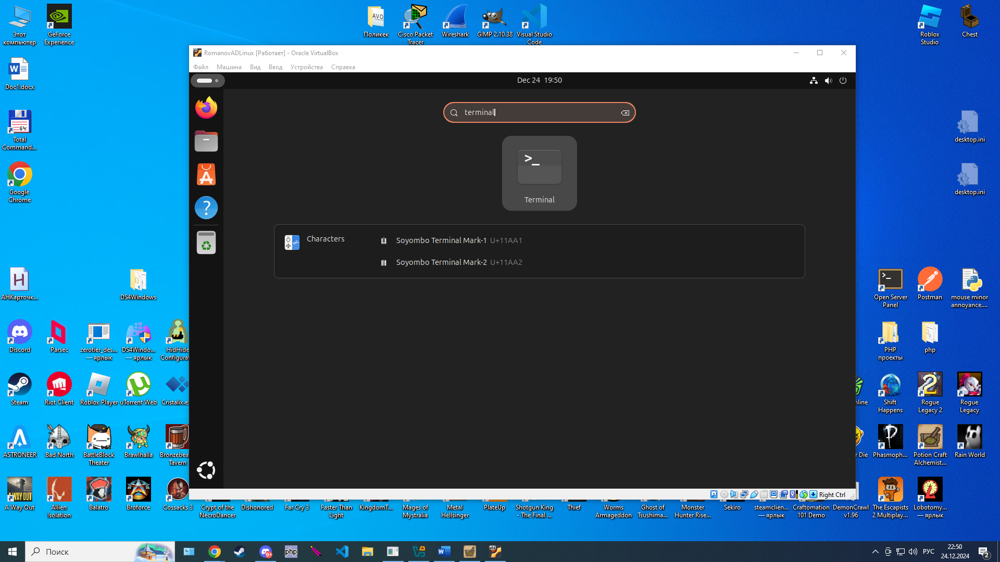 Этот компьютер
GeForce Experience
Поликек
Cisco Packet Tracer
Wireshark
GIMP 2.10.38
Visual Studio Code
Roblox Studio
Chest
RomanovADLinux [Работает] - Oracle VirtualBox
Файл Машина Вид Ввод Устройства Справка
Dec 24 19:50
terminal
Terminal
Characters
Soyombo Terminal Mark-1 U+11AA1
Soyombo Terminal Mark-2 U+11AA2
Right Ctrl
Doc1.docx
Total Command...
64
Google Chrome
desktop.ini
desktop.ini
АНКарточк...
DS4Windows
Open Server Panel
Postman
mouse minor annoyance....
Discord
Parsec
zerotier_des... — ярлык
DS4Windo... — ярлык
HidHide Configurat
PHP проекты
php
Steam
Riot Client
Roblox Player
uTorrent Web
Cristalix.ex
nline
Shift Happens
Rogue Legacy 2
Rogue Legacy
ASTRONEER
Bad North
BattleBlock Theater
Brawlhalla
Bronzebea Tavern
r Die
Phasmoph...
Potion Craft Alchemist...
Rain World
A Way Out
Allien Isolation
Balatro
Broforce
Cossacks 3
Crypt of the NecroDancer
Dishonored
Far Cry 3
Faster Than Light
KingdomT...
Mages of Mystralia
Metal Hellsinger
PlateUp
Shotgun King - The Final ...
Thief
Worms Armageddon
Ghost of Tsushima...
Monster Hunter Rise...
Sekiro
steamclien... — ярлык
Craftomation 101 Demo
DemonCrawl v1.96
The Escapists 2 Multiplay...
Lobotomy... — ярлык
Поиск
php
РУС
22:50
24.12.2024
2